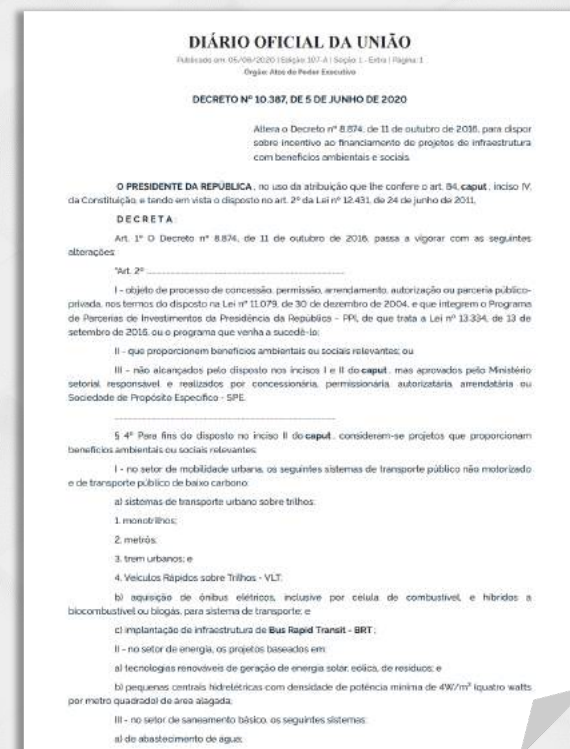 DIÁRIO OFICIAL DA UNIÃO
Publicado em: 05/06/2020 | Edição: 107-A | Seção: 1 - Extra | Página: 1
Órgão: Atos do Poder Executivo
DECRETO Nº 10.387, DE 5 DE JUNHO DE 2020
Altera o Decreto nº 8.874, de 11 de outubro de 2016, para dispor
sobre incentivo ao financiamento de projetos de infraestrutura
com benefícios ambientais e sociais.
O PRESIDENTE DA REPÚBLICA, no uso da atribuição que lhe confere o art. 84, caput, inciso IV,
da Constituição, e tendo em vista o disposto no art. 2º da Lei nº 12.431, de 24 de junho de 2011,
DECRETA:
Art. 1º O Decreto nº 8.874, de 11 de outubro de 2016, passa a vigorar com as seguintes
alterações:
"Art. 2º ............................................................
I - objeto de processo de concessão, permissão, arrendamento, autorização ou parceria público-
privada, nos termos do disposto na Lei nº 11.079, de 30 de dezembro de 2004, e que integrem o Programa
de Parcerias de Investimentos da Presidência da República - PPI, de que trata a Lei nº 13.334, de 13 de
setembro de 2016, ou o programa que venha a sucedê-lo;
II - que proporcionem benefícios ambientais ou sociais relevantes; ou
III - não alcançados pelo disposto nos incisos I e II do caput, mas aprovados pelo Ministério
setorial responsável e realizados por concessionária, permissionária, autorizatária, arrendatária ou
Sociedade de Propósito Específico - SPE.
............................................................
§ 4º Para fins do disposto no inciso II do caput, consideram-se projetos que proporcionam
benefícios ambientais ou sociais relevantes:
I - no setor de mobilidade urbana, os seguintes sistemas de transporte público não motorizado
e de transporte público de baixo carbono:
a) sistemas de transporte urbano sobre trilhos:
1. monotrilhos;
2. metrôs;
3. trem urbanos; e
4. Veículos Rápidos sobre Trilhos - VLT;
b) aquisição de ônibus elétricos, inclusive por célula de combustível, e híbridos a
biocombustível ou biogás, para sistema de transporte; e
c) implantação de infraestrutura de Bus Rapid Transit - BRT;
II - no setor de energia, os projetos baseados em:
a) tecnologias renováveis de geração de energia solar, eólica, de resíduos; e
b) pequenas centrais hidrelétricas com densidade de potência mínima de 4W/m² (quatro watts
por metro quadrado) de área alagada;
III - no setor de saneamento básico, os seguintes sistemas:
a) de abastecimento de água;